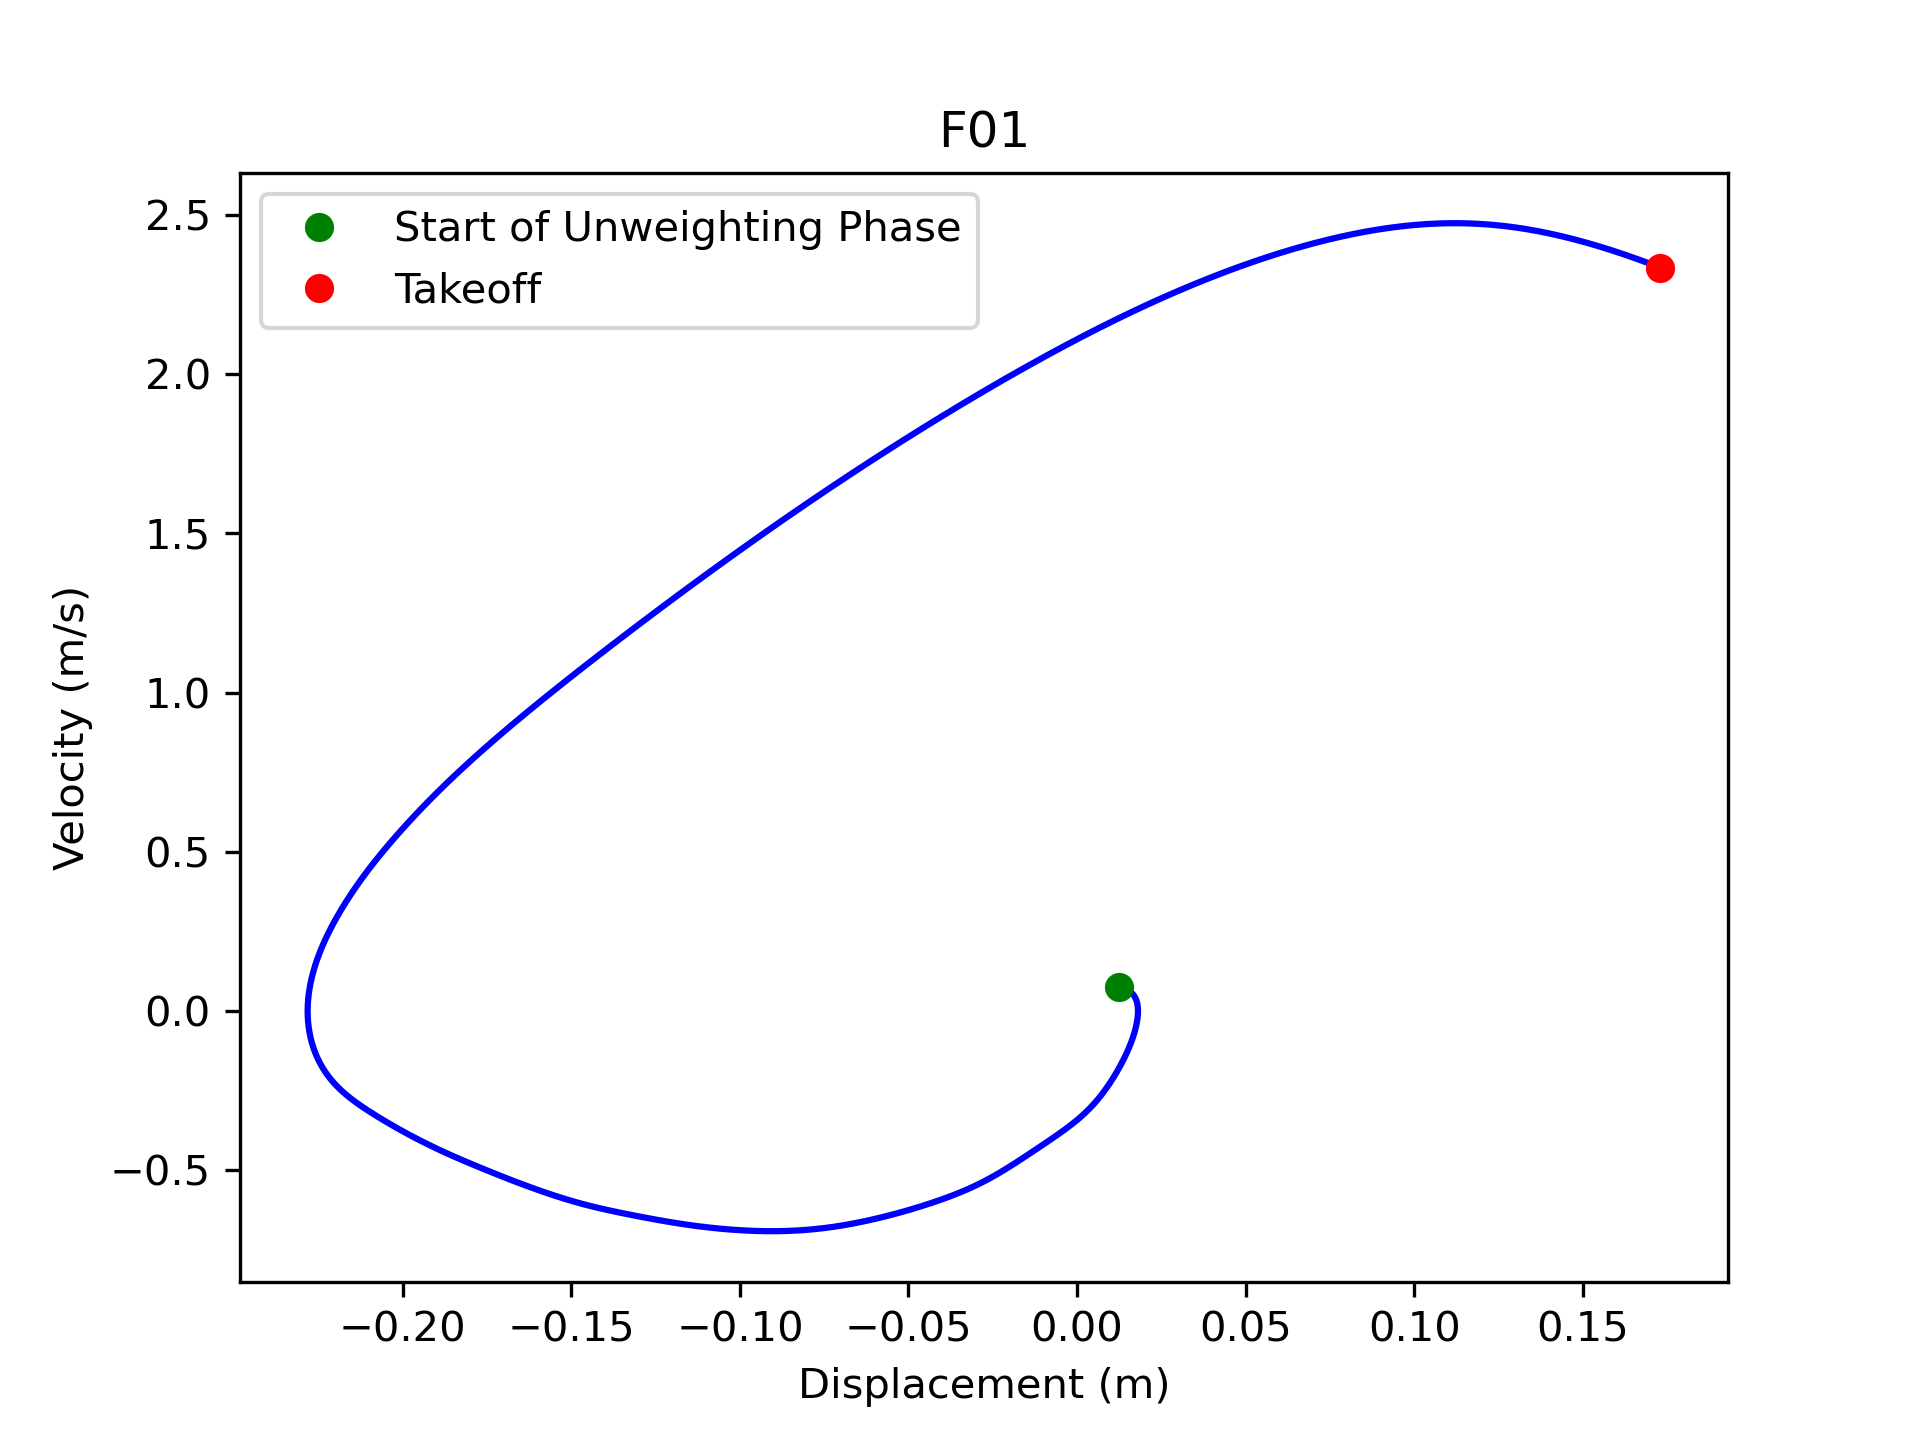 F01
Start of Unweighting Phase
Takeoff
2.5
2.0
1.5
1.0
0.5
0.0
−0.5
Velocity (m/s)
−0.20 −0.15 −0.10 −0.05 0.00 0.05 0.10 0.15
Displacement (m)